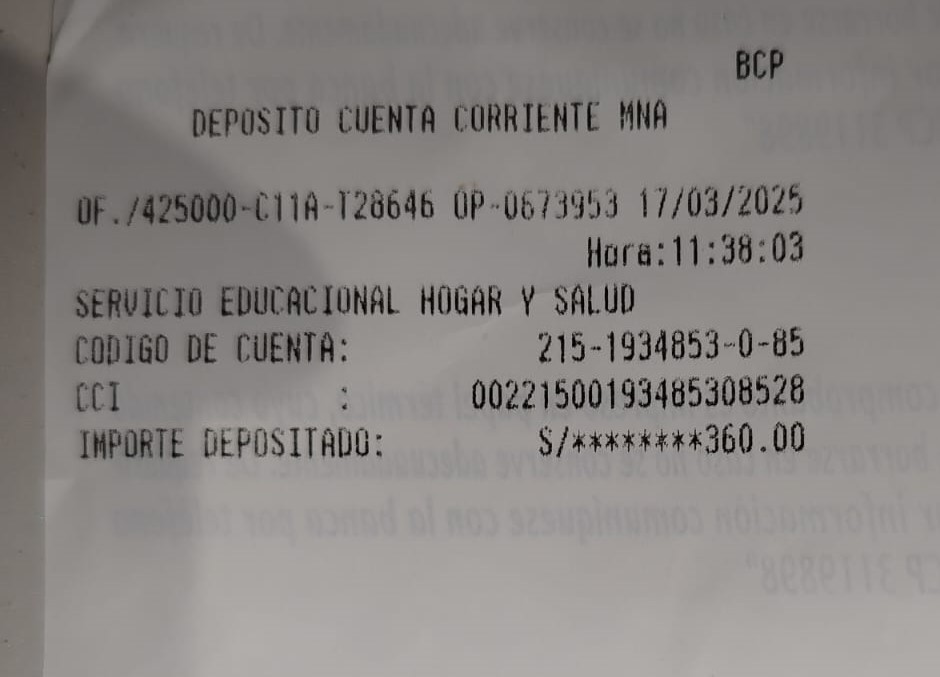 BCP
DEPOSITO CUENTA CORRIENTE MNA
OF./425000-C11A-T28646 OP-0673953 17/03/2025
Hora:11:38:03
SERVICIO EDUCACIONAL HOGAR Y SALUD
CODIGO DE CUENTA: 215-1934853-0-85
CCI : 00221500193485308528
IMPORTE DEPOSITADO: S/********360.00